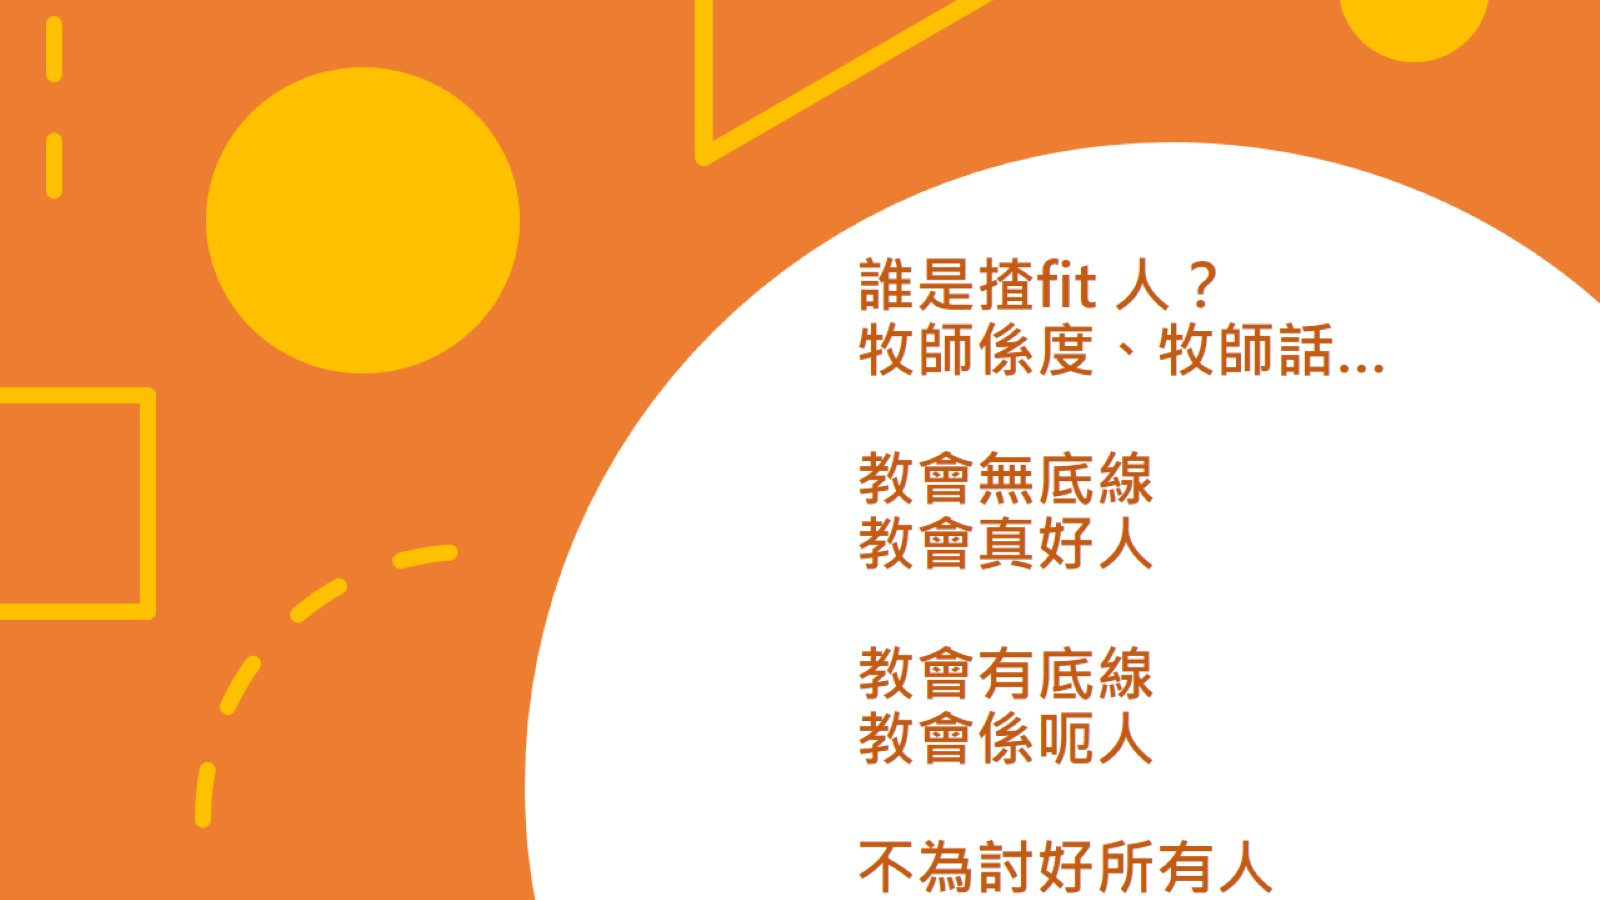 誰是揸fit 人？
牧師係度、牧師話...
教會無底線
教會真好人
教會有底線
教會係呃人
不為討好所有人